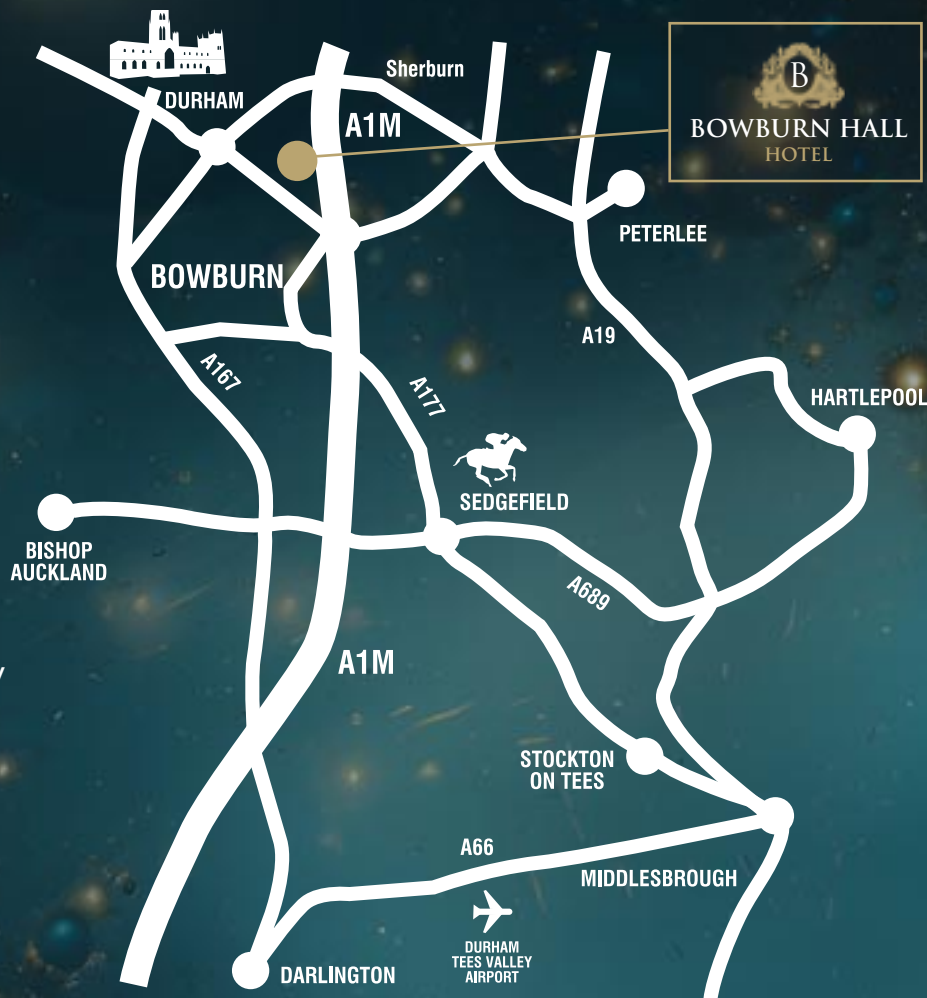 DURHAM
Sherburn
A1M
B
BOWBURN HALL
HOTEL
PETERLEE
BOWBURN
A19
A167
A177
HARTLEPOOL
SEDGEFIELD
BISHOP
AUCKLAND
A689
A1M
STOCKTON
ON TEES
A66
MIDDLESBROUGH
DURHAM
TEES VALLEY
AIRPORT
DARLINGTON